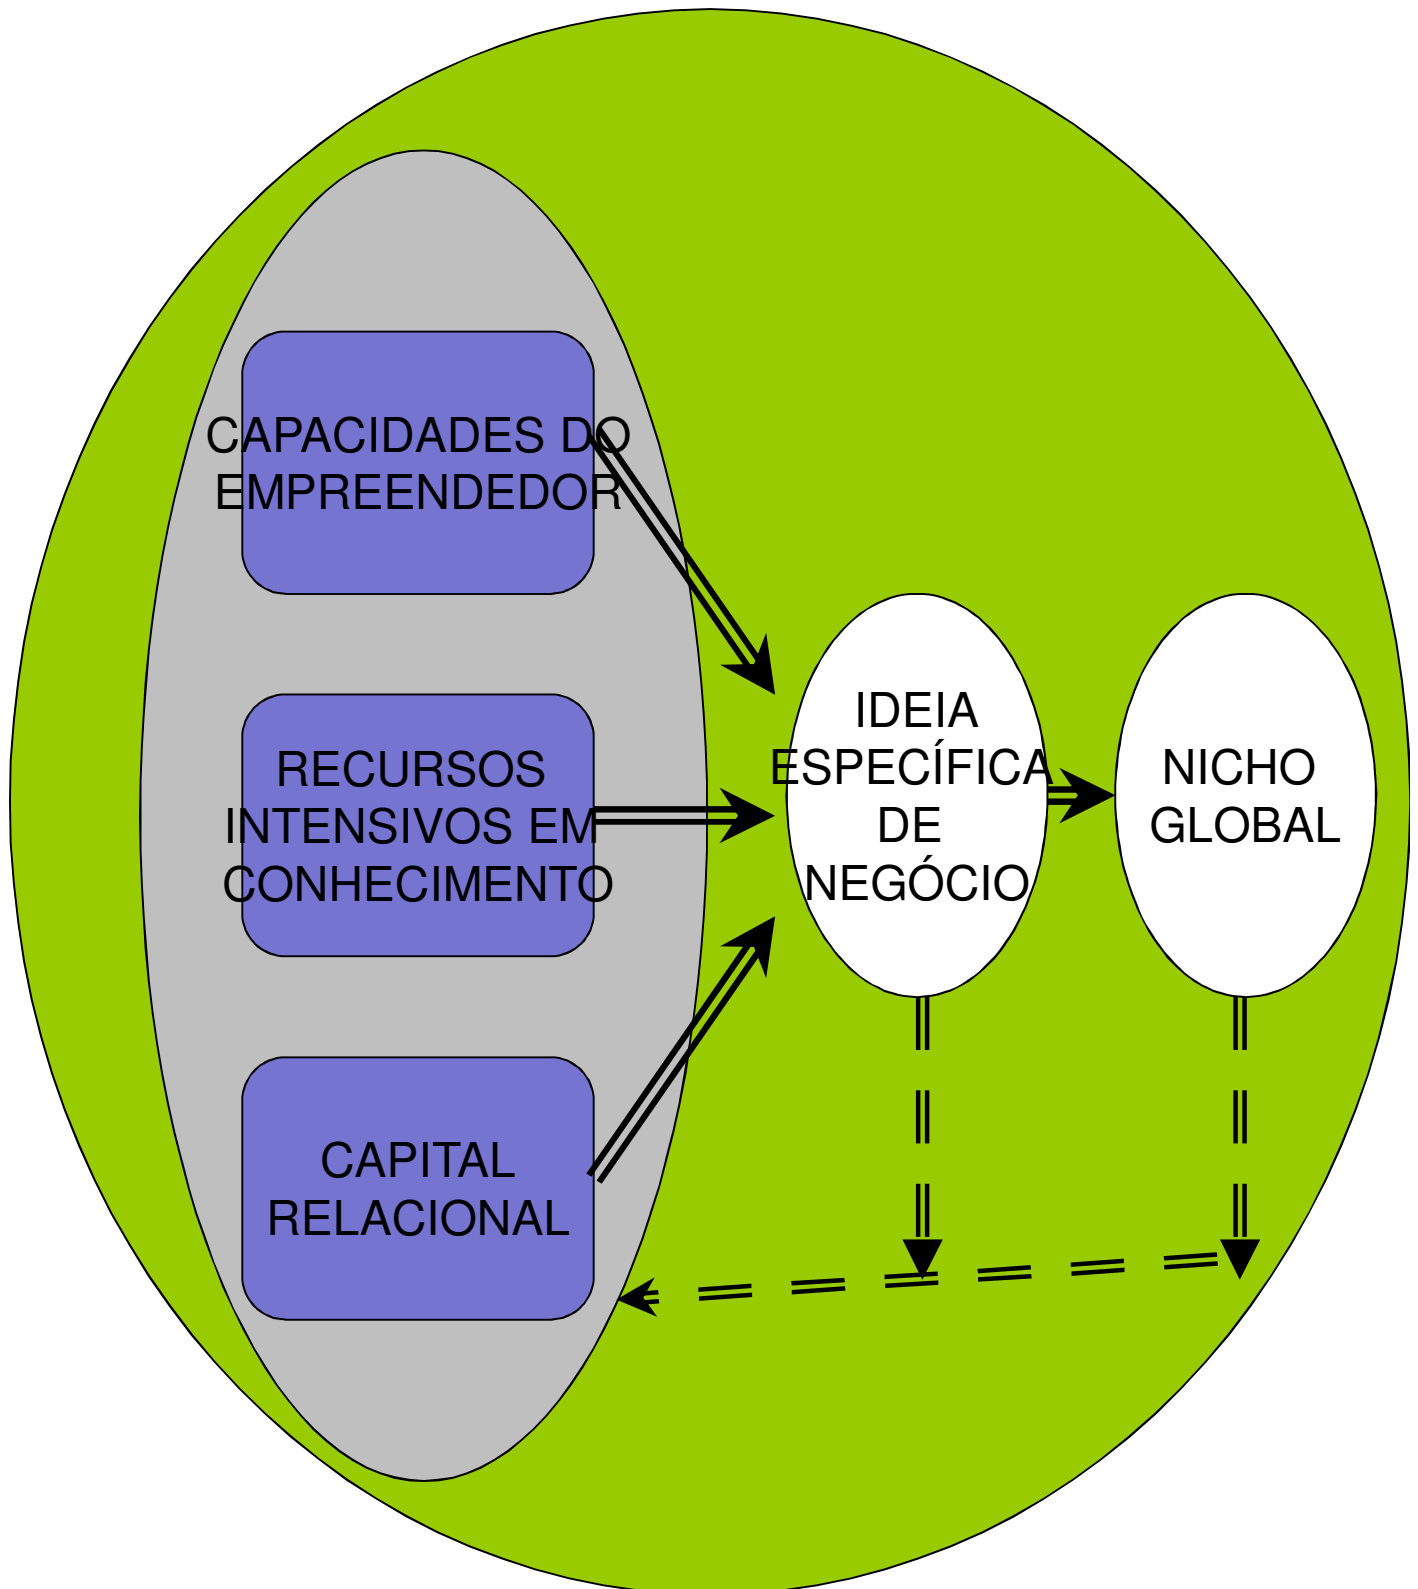 CAPACIDADES DO
EMPREENDEDOR
RECURSOS
INTENSIVOS EM
CONHECIMENTO
CAPITAL
RELACIONAL
IDEIA
ESPECÍFICA
DE
NEGÓCIO
NICHO
GLOBAL